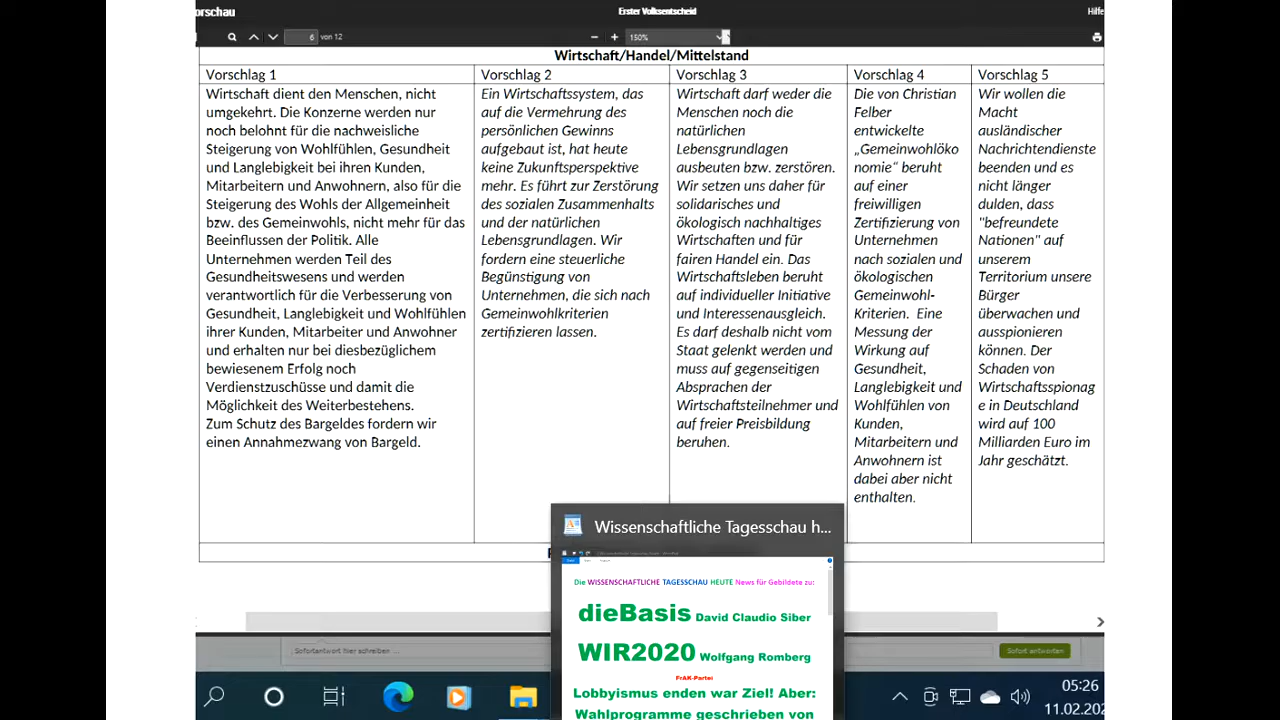 orschau
Erster Volksentscheid
Hilfe
6 von 12
150%
Wirtschaft/Handel/Mittelstand
Vorschlag 1
Wirtschaft dient den Menschen, nicht
umgekehrt. Die Konzerne werden nur
noch belohnt für die nachweisliche
Steigerung von Wohlfühlen, Gesundheit
und Langlebigkeit bei ihren Kunden,
Mitarbeitern und Anwohnern, also für die
Steigerung des Wohls der Allgemeinheit
bzw. des Gemeinwohls, nicht mehr für das
Beeinflussen der Politik. Alle
Unternehmen werden Teil des
Gesundheitswesens und werden
verantwortlich für die Verbesserung von
Gesundheit, Langlebigkeit und Wohlfühlen
ihrer Kunden, Mitarbeiter und Anwohner
und erhalten nur bei diesbezüglichem
bewiesenem Erfolg noch
Verdienstzuschüsse und damit die
Möglichkeit des Weiterbestehens.
Zum Schutz des Bargeldes fordern wir
einen Annahmezwang von Bargeld.
Vorschlag 2
Ein Wirtschaftssystem, das
auf die Vermehrung des
persönlichen Gewinns
aufgebaut ist, hat heute
keine Zukunftsperspektive
mehr. Es führt zur Zerstörung
des sozialen Zusammenhalts
und der natürlichen
Lebensgrundlagen. Wir
fordern eine steuerliche
Begünstigung von
Unternehmen, die sich nach
Gemeinwohlkriterien
zertifizieren lassen.
Vorschlag 3
Wirtschaft darf weder die
Menschen noch die
natürlichen
Lebensgrundlagen
ausbeuten bzw. zerstören.
Wir setzen uns daher für
solidarisches und
ökologisch nachhaltiges
Wirtschaften und für
fairen Handel ein. Das
Wirtschaftsleben beruht
auf individueller Initiative
und Interessenausgleich.
Es darf deshalb nicht vom
Staat gelenkt werden und
muss auf gegenseitigen
Absprachen der
Wirtschaftsteilnehmer und
auf freier Preisbildung
beruhen.
Vorschlag 4
Die von Christian
Felber
entwickelte
„Gemeinwohlöko
nomie“ beruht
auf einer
freiwilligen
Zertifizierung von
Unternehmen
nach sozialen und
ökologischen
Gemeinwohl-
Kriterien. Eine
Messung der
Wirkung auf
Gesundheit,
Langlebigkeit und
Wohlfühlen von
Kunden,
Mitarbeitern und
Anwohnern ist
dabei aber nicht
enthalten.
Vorschlag 5
Wir wollen die
Macht
ausländischer
Nachrichtendienste
beenden und es
nicht länger
dulden, dass
"befreundete
Nationen" auf
unserem
Territorium unsere
Bürger
überwachen und
ausspionieren
können. Der
Schaden von
Wirtschaftsspionag
e in Deutschland
wird auf 100
Milliarden Euro im
Jahr geschätzt.
Wissenschaftliche Tagesschau h...
Die WISSENSCHAFTLICHE TAGESSCHAU HEUTE News für Gebildete zu:
dieBasis David Claudio Siber
WIR2020 Wolfgang Romberg
FrAK-Partei
Lobbyismus enden war Ziel! Aber:
Wahlprogramme geschrieben von
Sofortantwort hier schreiben ...
Sofort antworten
05:26
11.02.202